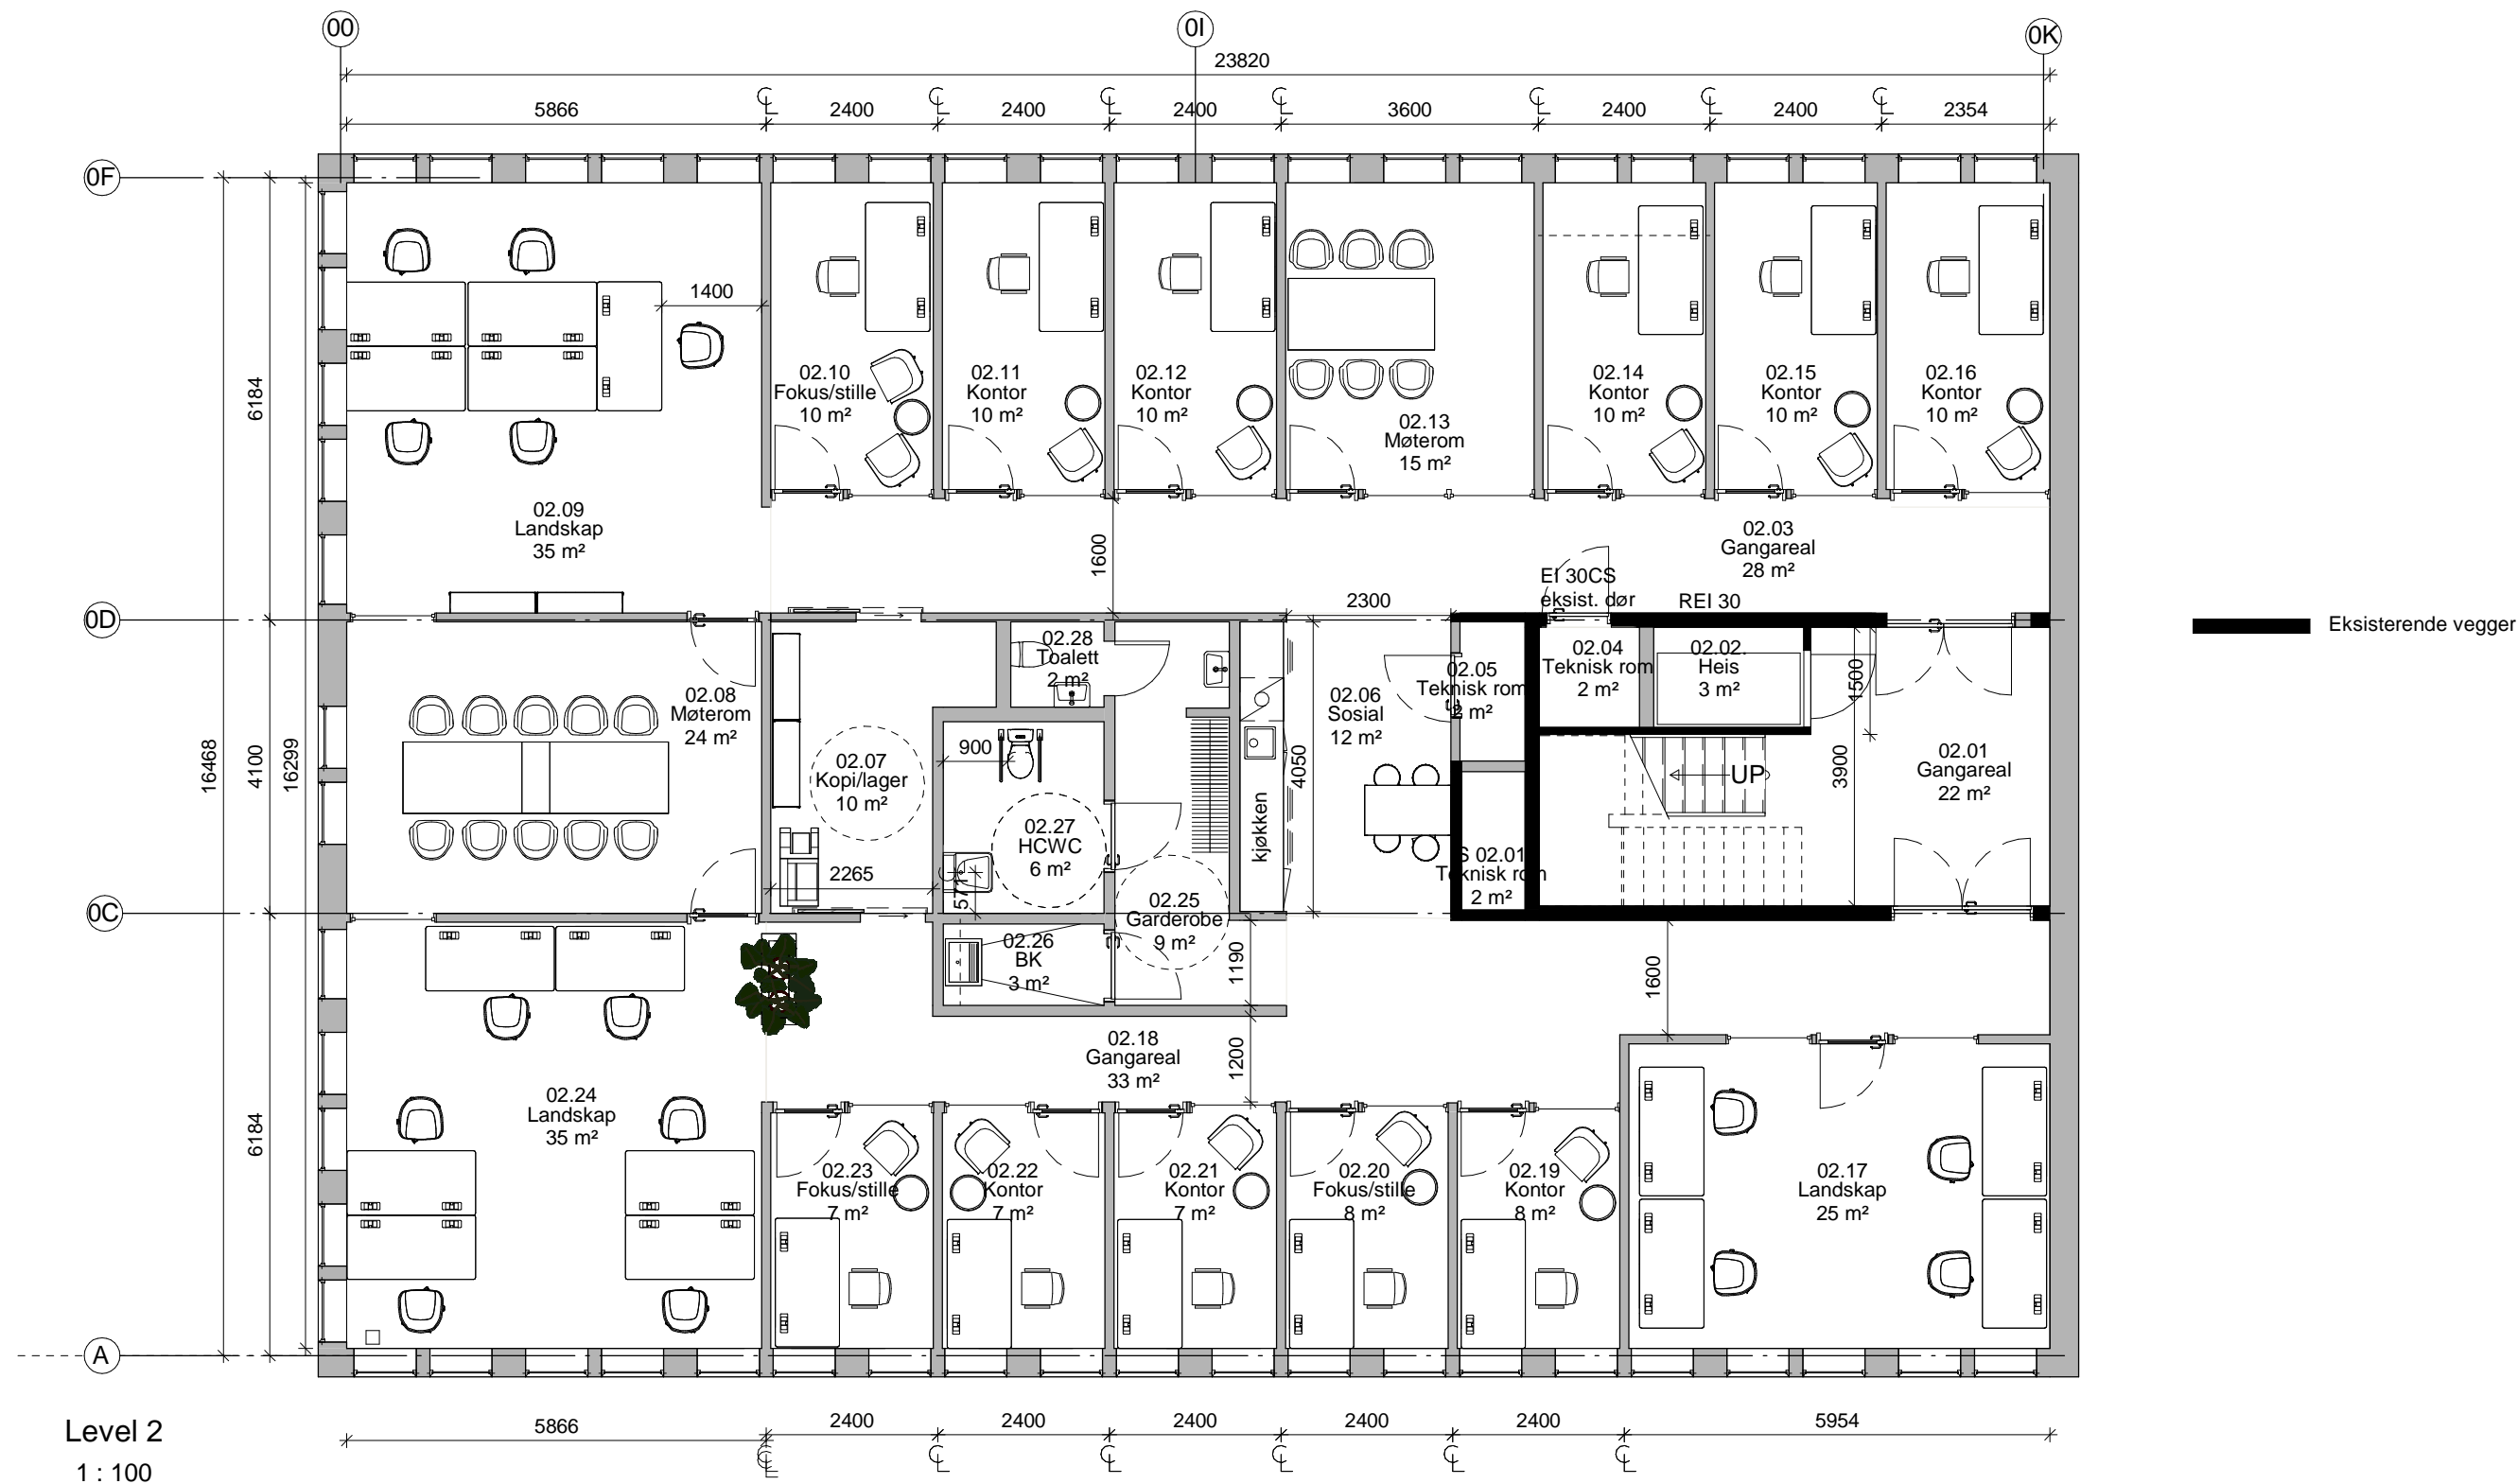 00
0I
0K
23820
5866
2400
2400
2400
3600
2400
2400
2354
0F
0D
0C
A
16468
6184
4100
6184
16299
1400
02.10
Fokus/stille
10 m²
02.11
Kontor
10 m²
02.12
Kontor
10 m²
02.13
Møterom
15 m²
02.14
Kontor
10 m²
02.15
Kontor
10 m²
02.16
Kontor
10 m²
02.09
Landskap
35 m²
1600
02.03
Gangareal
28 m²
EI 30CS
eksist. dør
REI 30
2300
Eksisterende vegger
02.28
Toalett
2 m²
02.08
Møterom
24 m²
02.07
Kopi/lager
10 m²
900
02.27
HCWC
6 m²
2265
571
kjøkken
4050
02.06
Sosial
12 m²
02.05
Teknisk rom
2 m²
02.04
Teknisk rom
2 m²
02.02.
Heis
3 m²
1500
3900
UP
02.01
Gangareal
22 m²
S 02.01
Teknisk rom
2 m²
02.25
Garderobe
9 m²
02.26
BK
3 m²
1190
1600
02.18
Gangareal
33 m²
1200
02.24
Landskap
35 m²
02.23
Fokus/stille
7 m²
02.22
Kontor
7 m²
02.21
Kontor
7 m²
02.20
Fokus/stille
8 m²
02.19
Kontor
8 m²
02.17
Landskap
25 m²
5866
2400
2400
2400
2400
2400
5954
Level 2
1 : 100